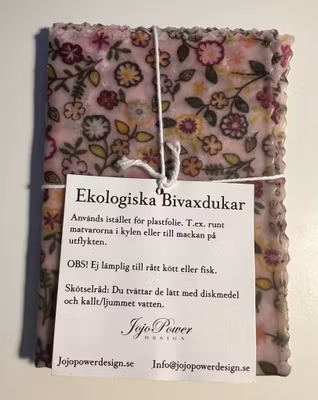 Ekologiska Bivaxdukar
Används istället för plastfolie. T.ex. runt
matvarorna i kylen eller till mackan på
utflykten.
OBS! Ej lämplig till rått kött eller fisk.
Skötselråd: Du tvättar de lätt med diskmedel
och kallt/ljummet vatten.
JojoPower
DESIGN
Jojopowerdesign.se Info@jojopowerdesign.se